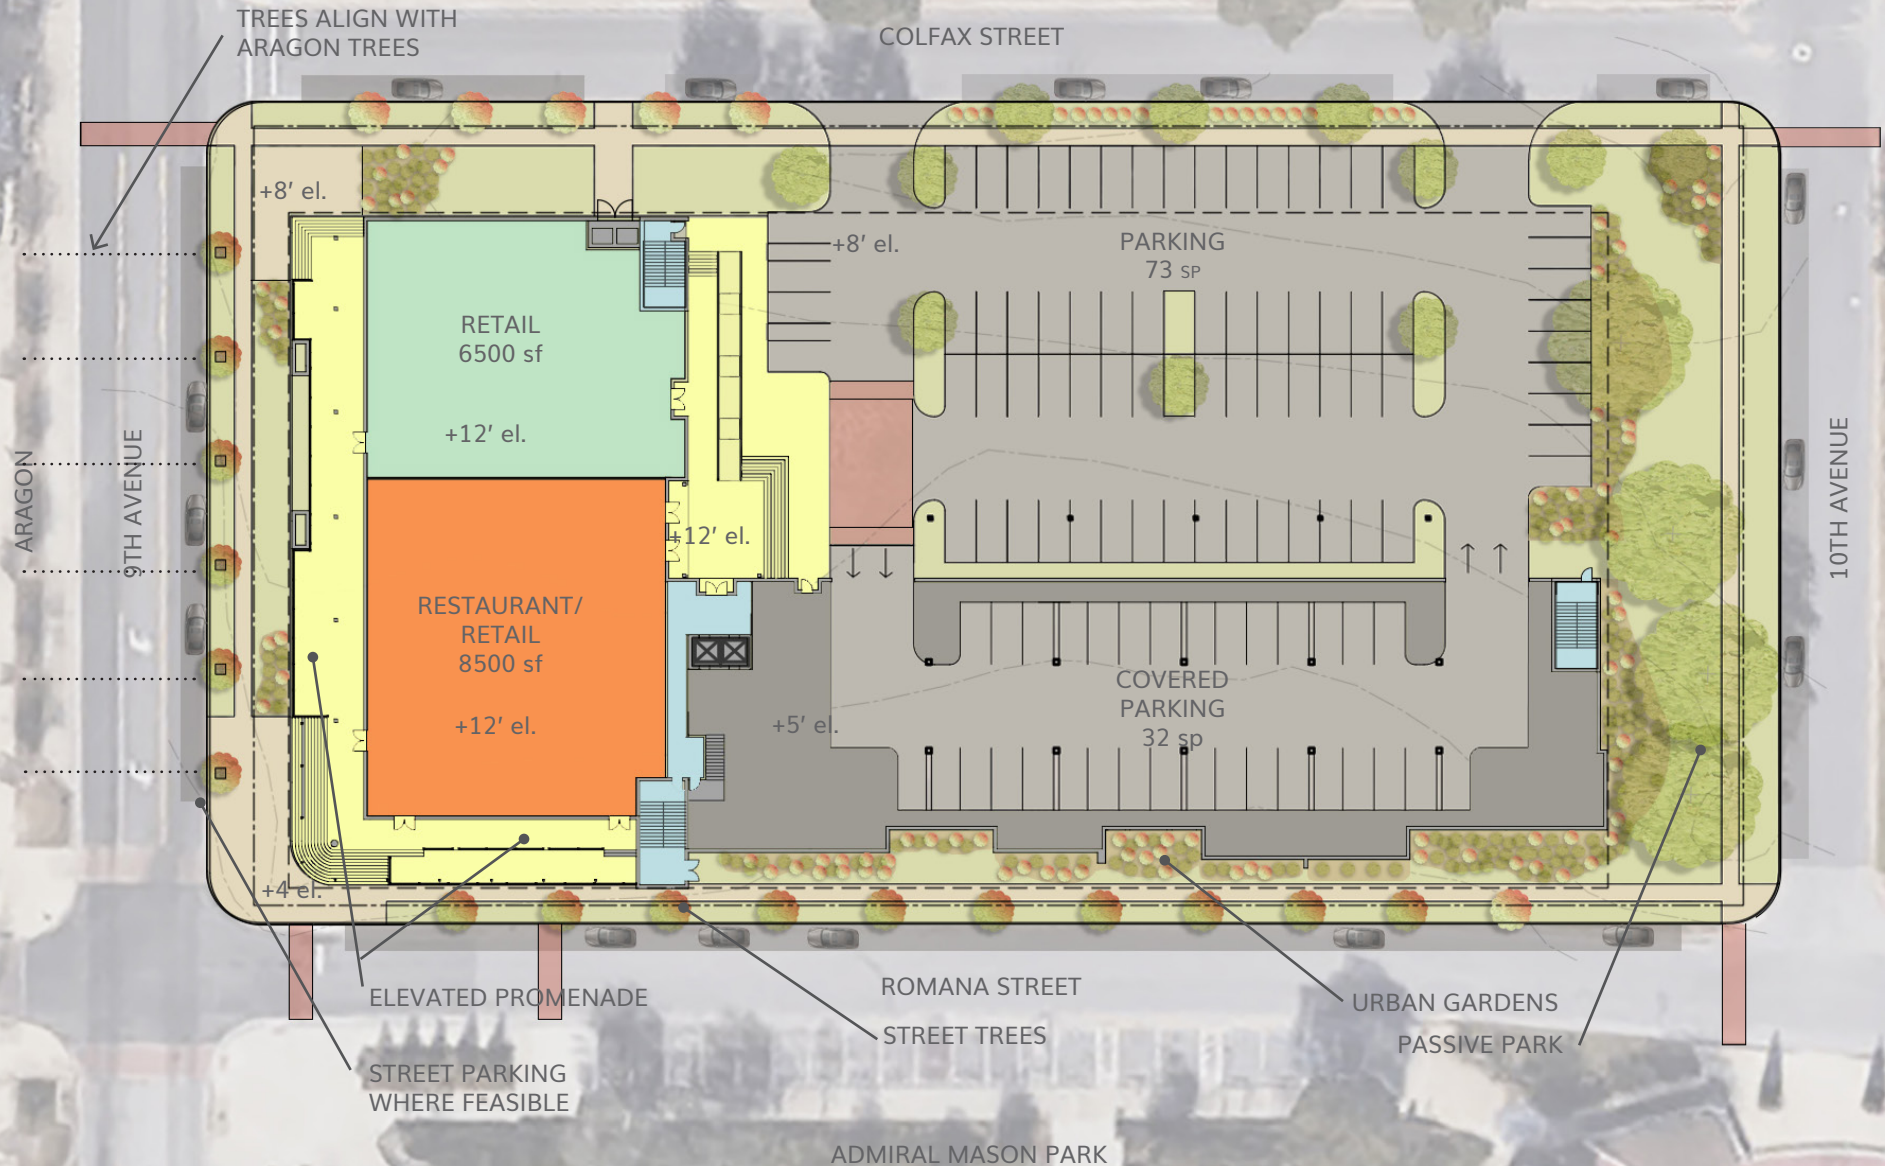 TREES ALIGN WITH
ARAGON TREES
COLFAX STREET
+8' el.
+8' el.
PARKING
73 SP
RETAIL
6500 sf
+12' el.
ARAGON
9TH AVENUE
10TH AVENUE
+12' el.
RESTAURANT/
RETAIL
8500 sf
+12' el.
+5' el.
COVERED
PARKING
32 sp
+4 el.
ELEVATED PROMENADE
ROMANA STREET
URBAN GARDENS
STREET TREES
PASSIVE PARK
STREET PARKING
WHERE FEASIBLE
ADMIRAL MASON PARK